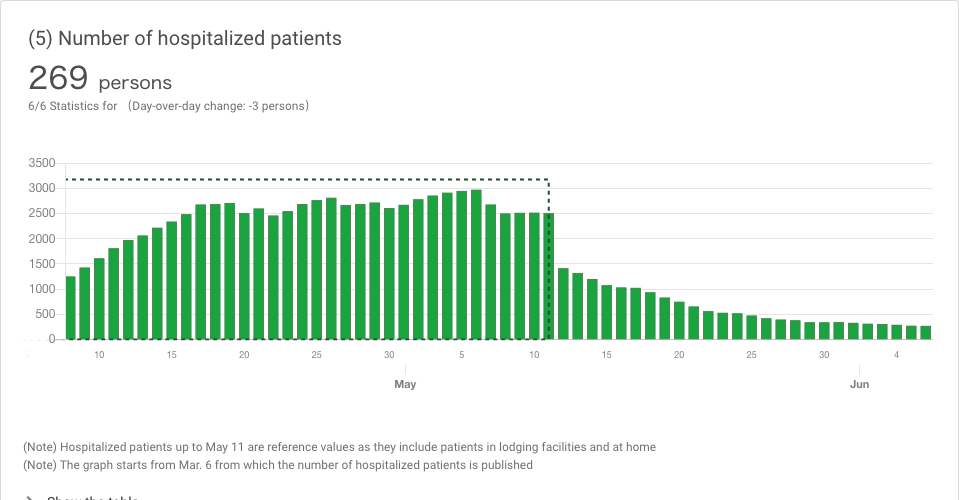 (5) Number of hospitalized patients
269 persons
6/6 Statistics for （Day-over-day change: -3 persons）
3500
3000
2500
2000
1500
1000
500
0
10 15 20 25 30 5 10 15 20 25 30 4
May Jun
(Note) Hospitalized patients up to May 11 are reference values as they include patients in lodging facilities and at home
(Note) The graph starts from Mar. 6 from which the number of hospitalized patients is published
Show the table